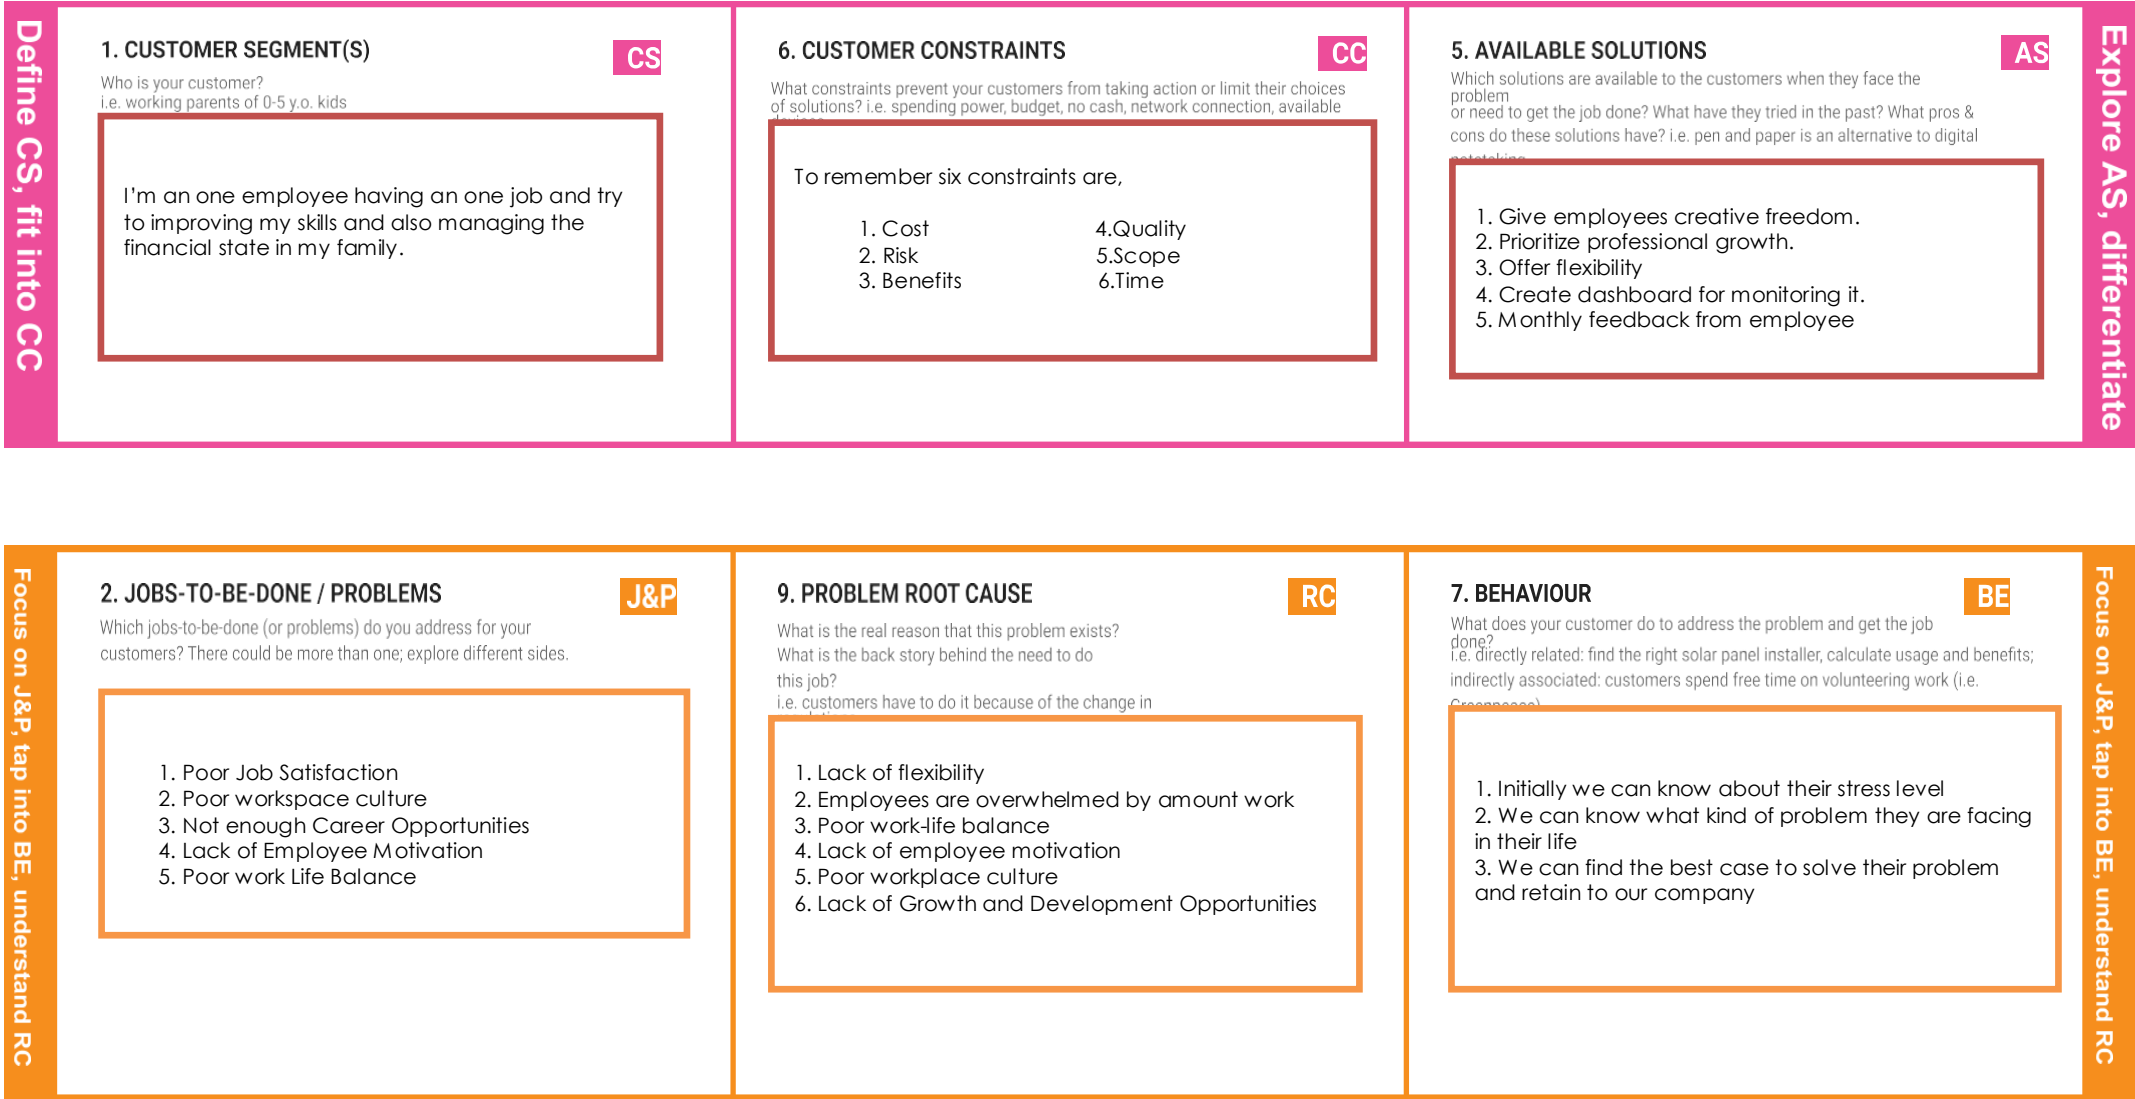 Define CS, fit into CC
1. CUSTOMER SEGMENT(S)
CS
Who is your customer?
i.e. working parents of 0-5 y.o. kids
I'm an one employee having an one job and try
to improving my skills and also managing the
financial state in my family.
6. CUSTOMER CONSTRAINTS
CC
What constraints prevent your customers from taking action or limit their choices
of solutions? i.e. spending power, budget, no cash, network connection, available
To remember six constraints are,
1. Cost
2. Risk
3. Benefits
4.Quality
5.Scope
6.Time
5. AVAILABLE SOLUTIONS
AS
Which solutions are available to the customers when they face the
problem
or need to get the job done? What have they tried in the past? What pros &
cons do these solutions have? i.e. pen and paper is an alternative to digital
1. Give employees creative freedom.
2. Prioritize professional growth.
3. Offer flexibility
4. Create dashboard for monitoring it.
5. Monthly feedback from employee
Explore AS, differentiate
Focus on J&P, tap into BE, understand RC
2. JOBS-TO-BE-DONE / PROBLEMS
J&P
Which jobs-to-be-done (or problems) do you address for your
customers? There could be more than one; explore different sides.
1. Poor Job Satisfaction
2. Poor workspace culture
3. Not enough Career Opportunities
4. Lack of Employee Motivation
5. Poor work Life Balance
9. PROBLEM ROOT CAUSE
RC
What is the real reason that this problem exists?
What is the back story behind the need to do
this job?
i.e. customers have to do it because of the change in
1. Lack of flexibility
2. Employees are overwhelmed by amount work
3. Poor work-life balance
4. Lack of employee motivation
5. Poor workplace culture
6. Lack of Growth and Development Opportunities
7. BEHAVIOUR
BE
What does your customer do to address the problem and get the job
done?
i.e. directly related: find the right solar panel installer, calculate usage and benefits;
indirectly associated: customers spend free time on volunteering work (i.e.
1. Initially we can know about their stress level
2. We can know what kind of problem they are facing
in their life
3. We can find the best case to solve their problem
and retain to our company
Focus on J&P, tap into BE, understand RC